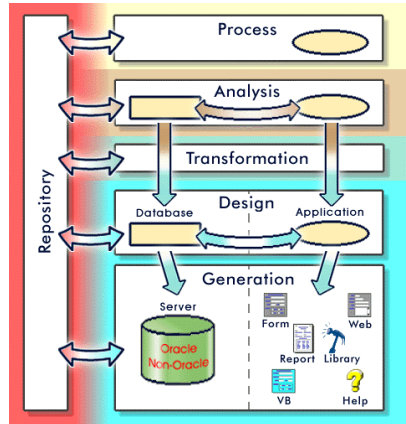 Process
Analysis
Transformation
Repository
Design
Database
Application
Generation
Server
Oracle
Non-Oracle
Form
Web
Report
Library
VB
Help